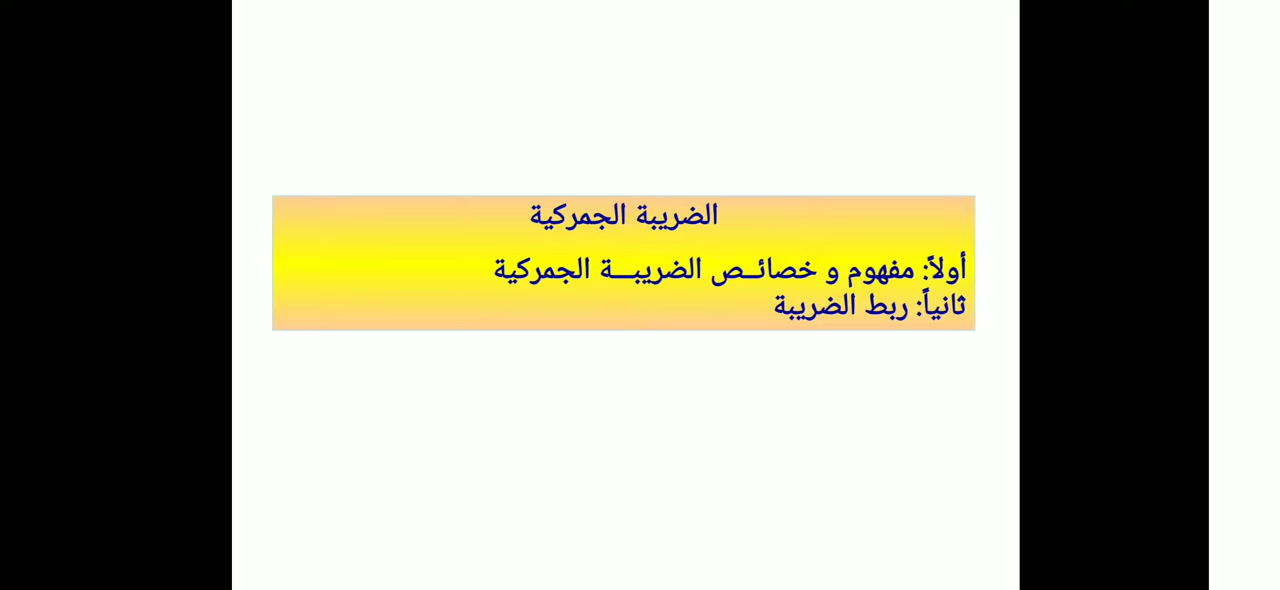 الضريبة الجمركية
أولاً: مفهوم و خصائــص الضريبـــة الجمركية
ثانياً: ربط الضريبة